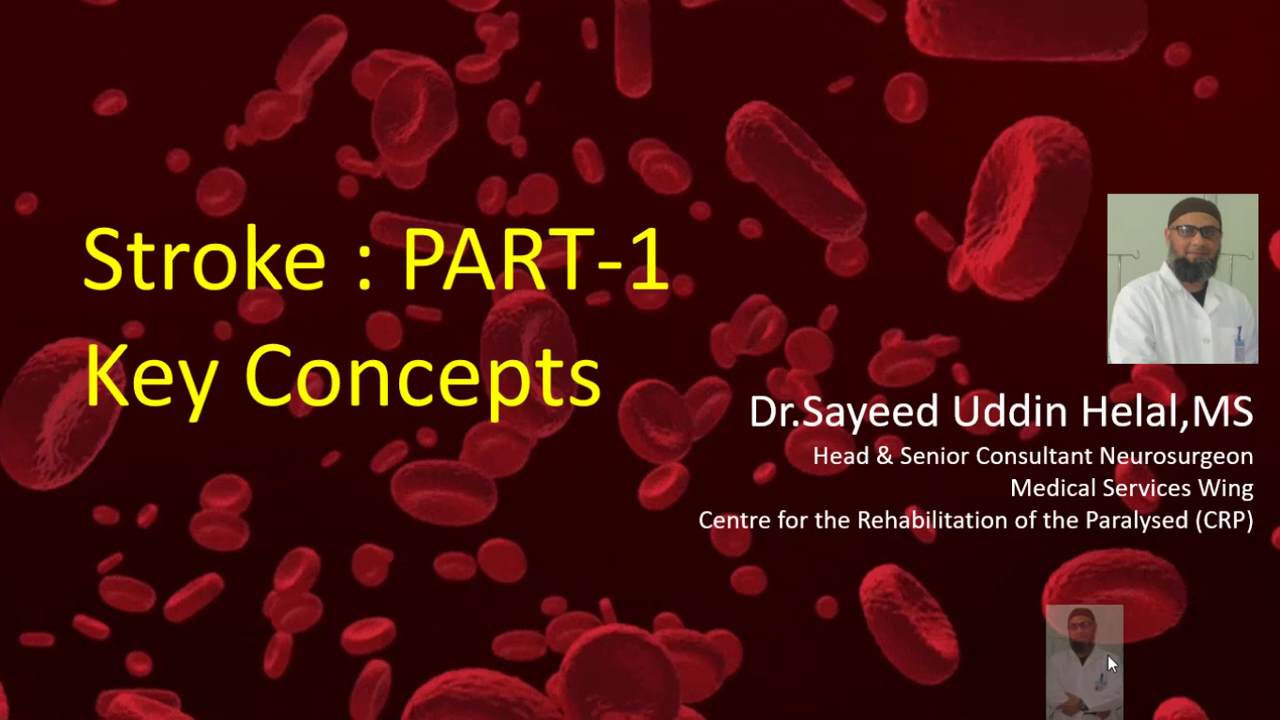 Stroke : PART-1
Key Concepts
Dr.Sayeed Uddin Helal,MS
Head & Senior Consultant Neurosurgeon
Medical Services Wing
Centre for the Rehabilitation of the Paralysed (CRP)